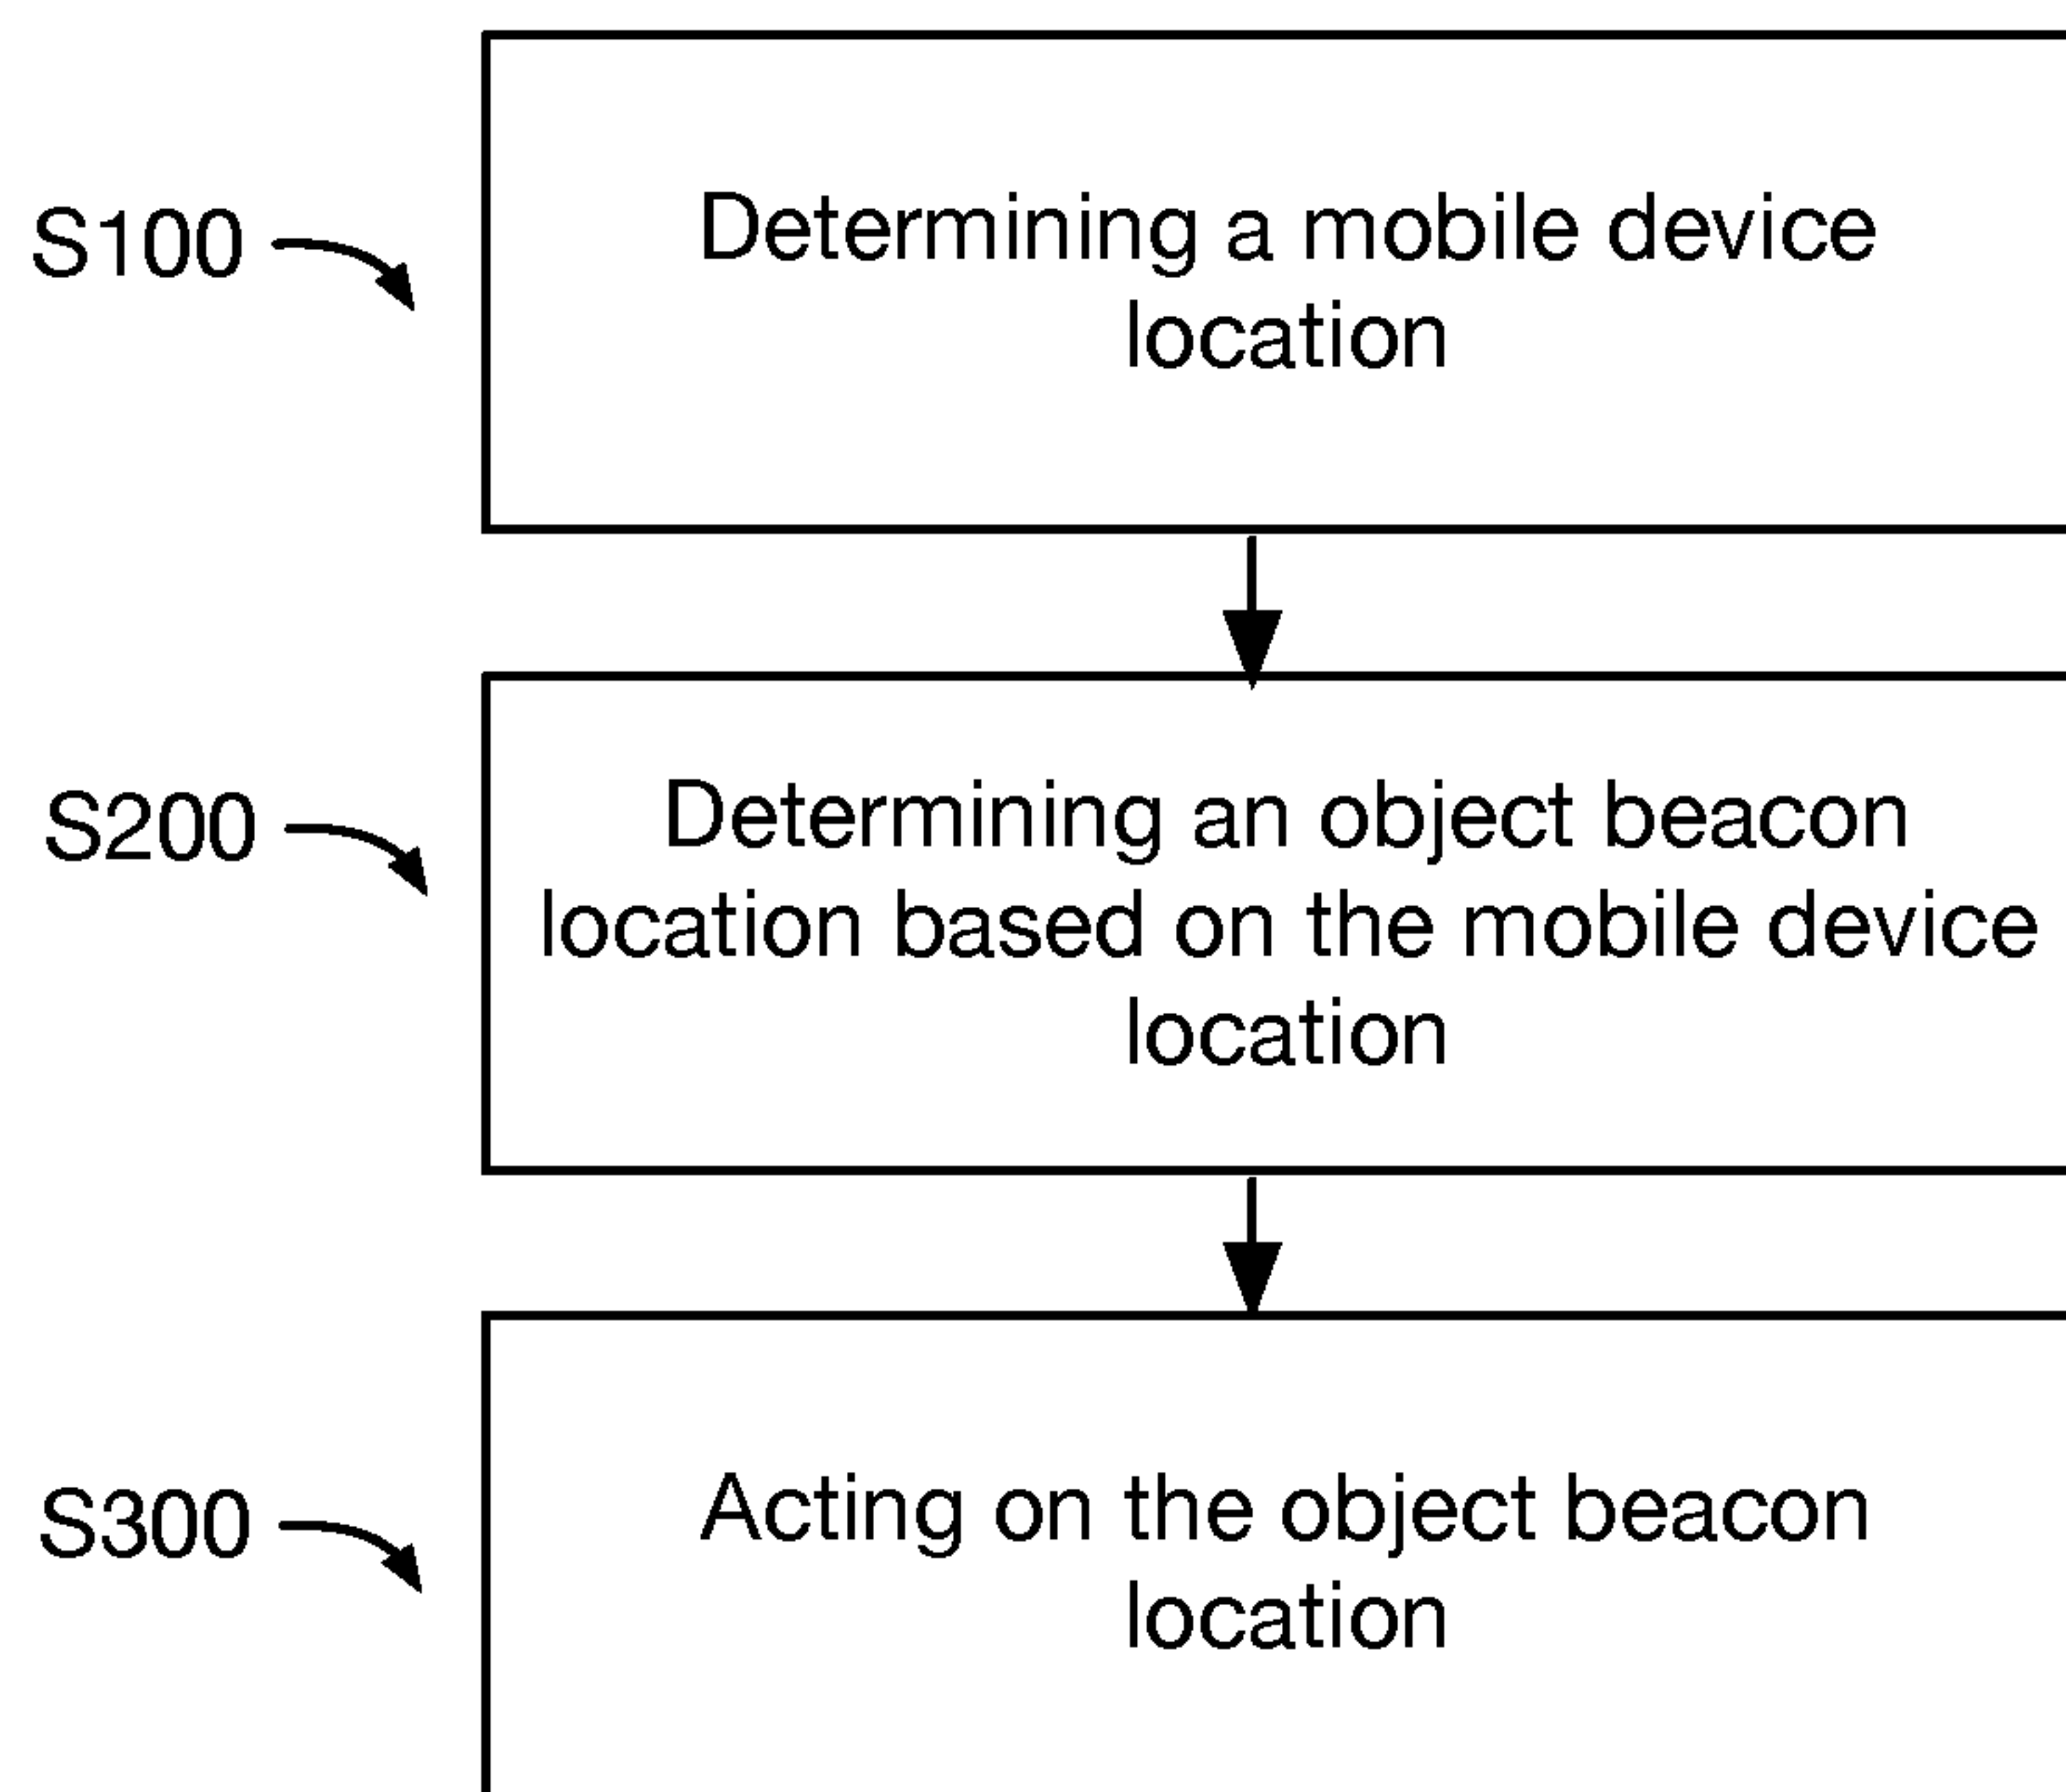 S100
Determining a mobile device
location
S200
Determining an object beacon
location based on the mobile device
location
S300
Acting on the object beacon
location